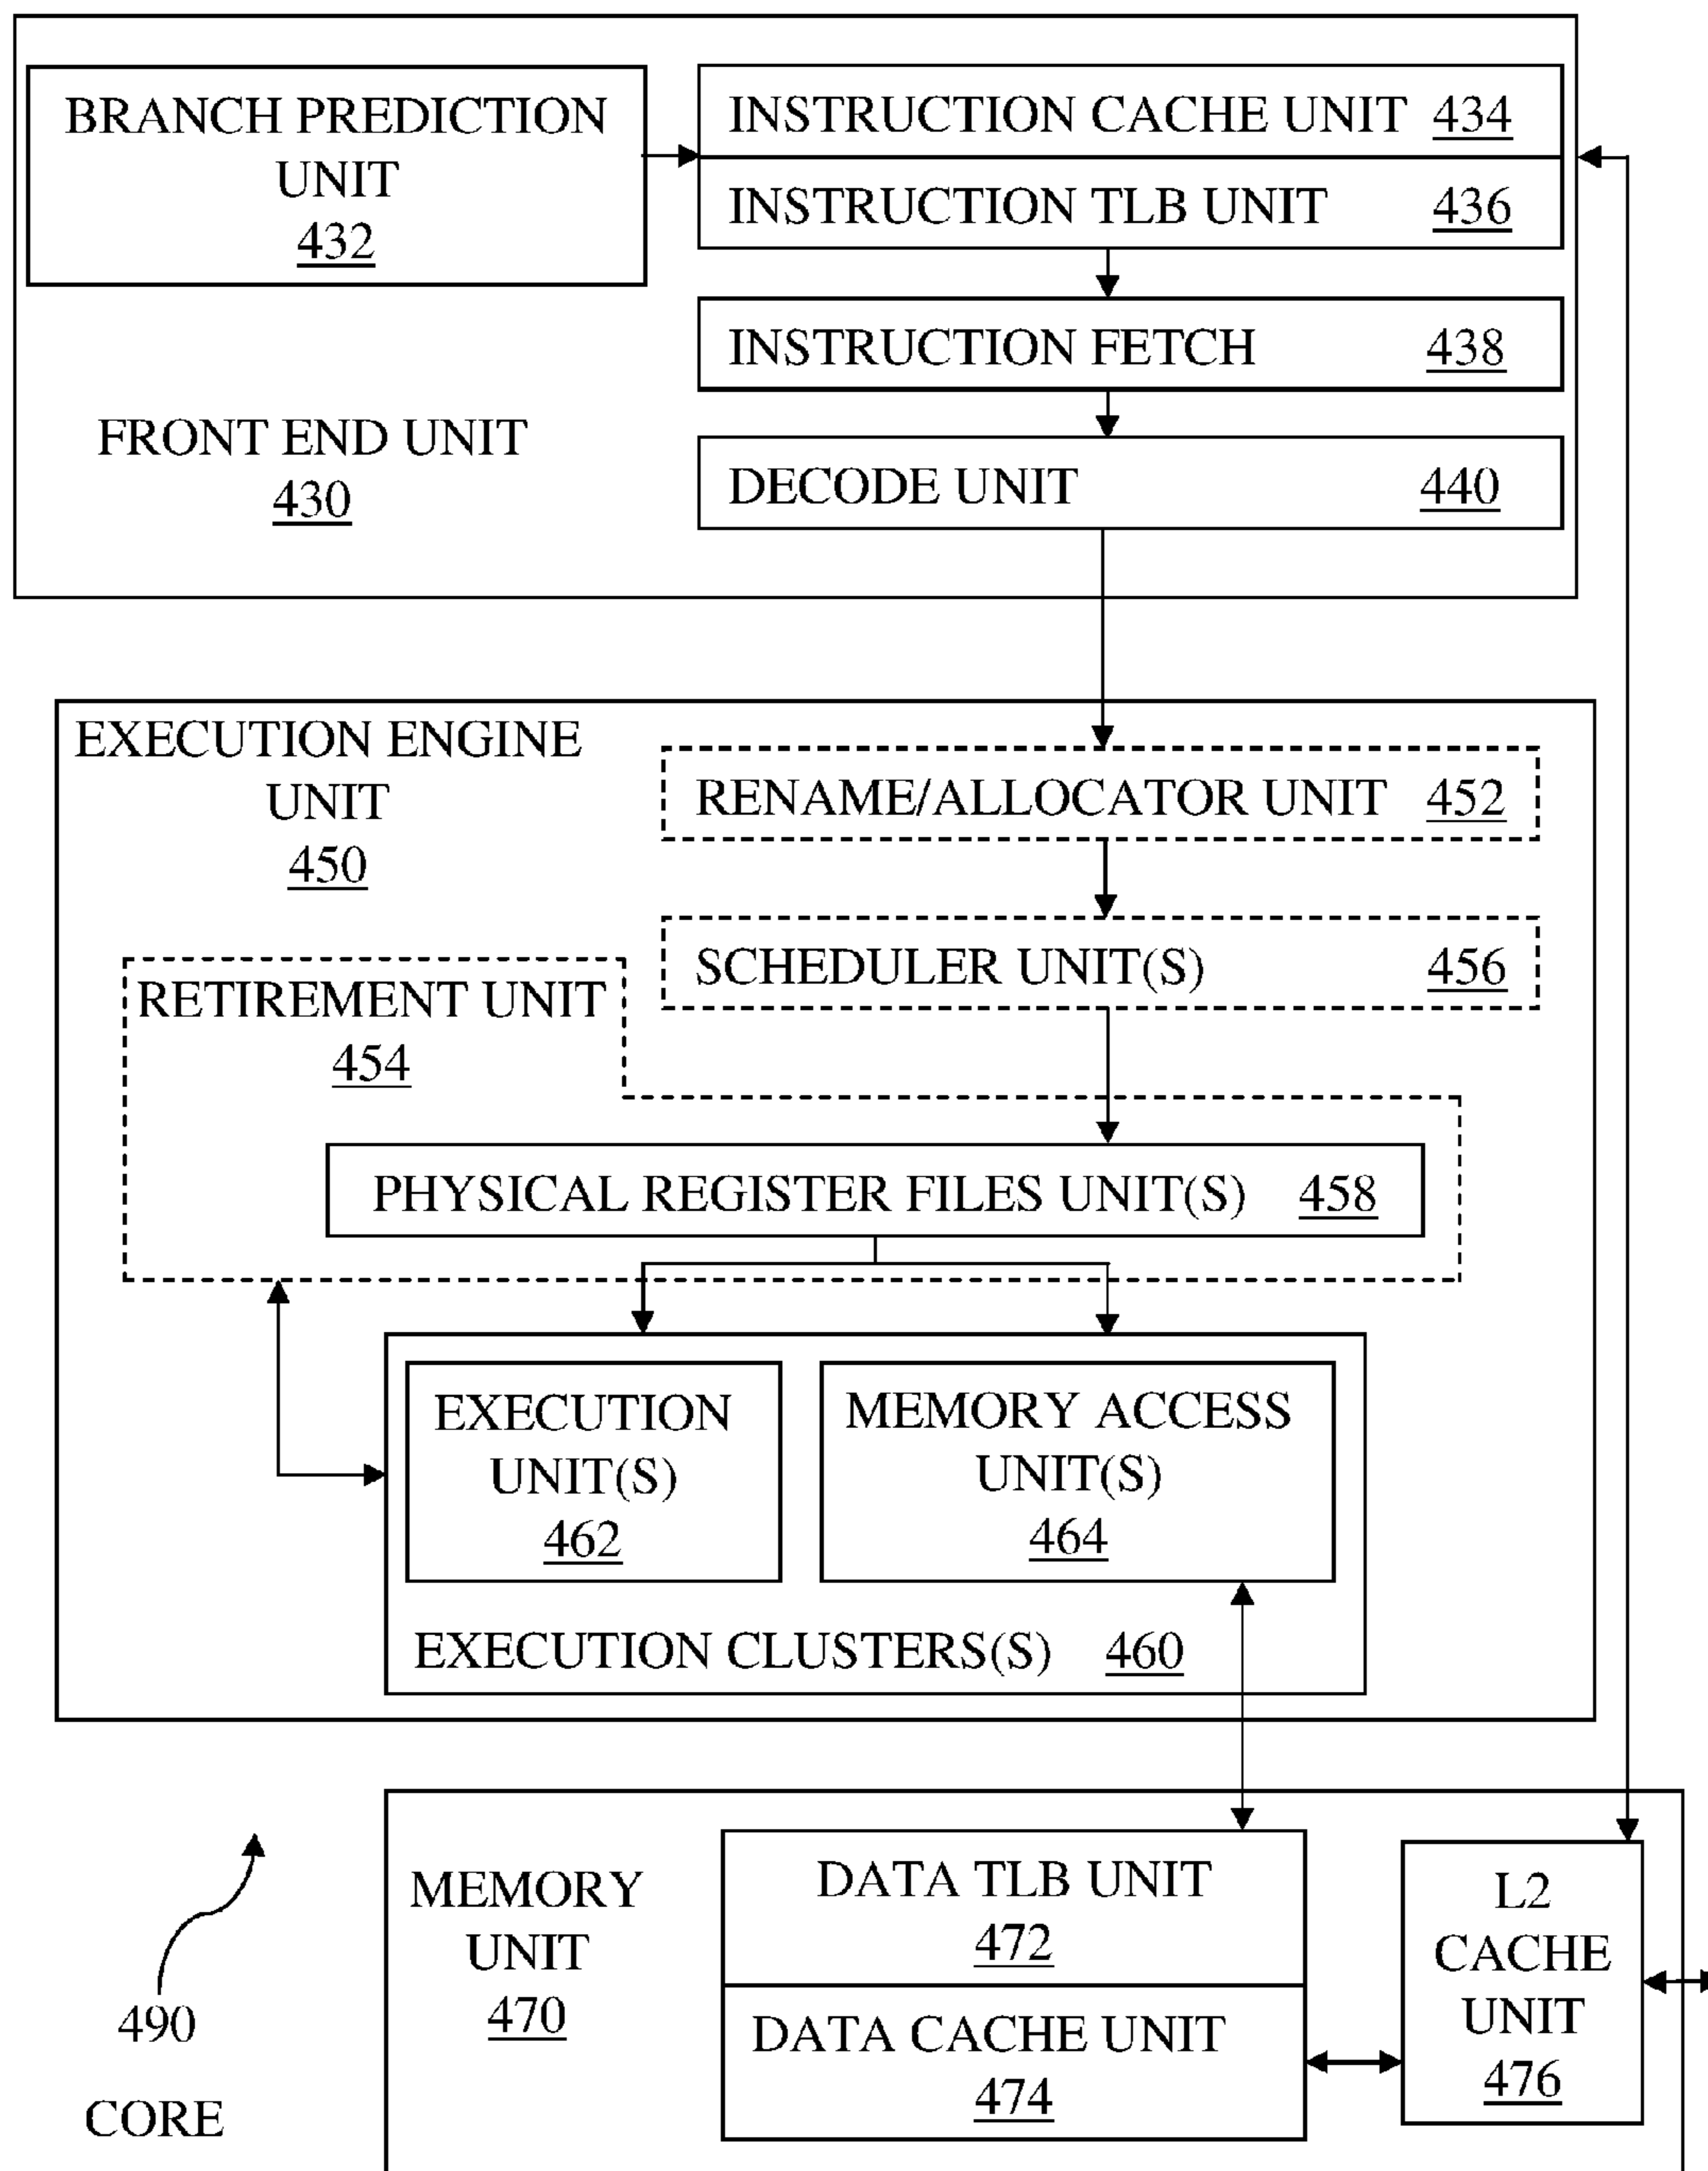 BRANCH PREDICTION
UNIT
432
INSTRUCTION CACHE UNIT 434
INSTRUCTION TLB UNIT 436
INSTRUCTION FETCH 438
FRONT END UNIT
430
DECODE UNIT 440
EXECUTION ENGINE
UNIT
450
RENAME/ALLOCATOR UNIT 452
SCHEDULER UNIT(S) 456
RETIREMENT UNIT
454
PHYSICAL REGISTER FILES UNIT(S) 458
EXECUTION
UNIT(S)
462
MEMORY ACCESS
UNIT(S)
464
EXECUTION CLUSTERS(S) 460
MEMORY
UNIT
470
DATA TLB UNIT
472
DATA CACHE UNIT
474
L2
CACHE
UNIT
476
490
CORE